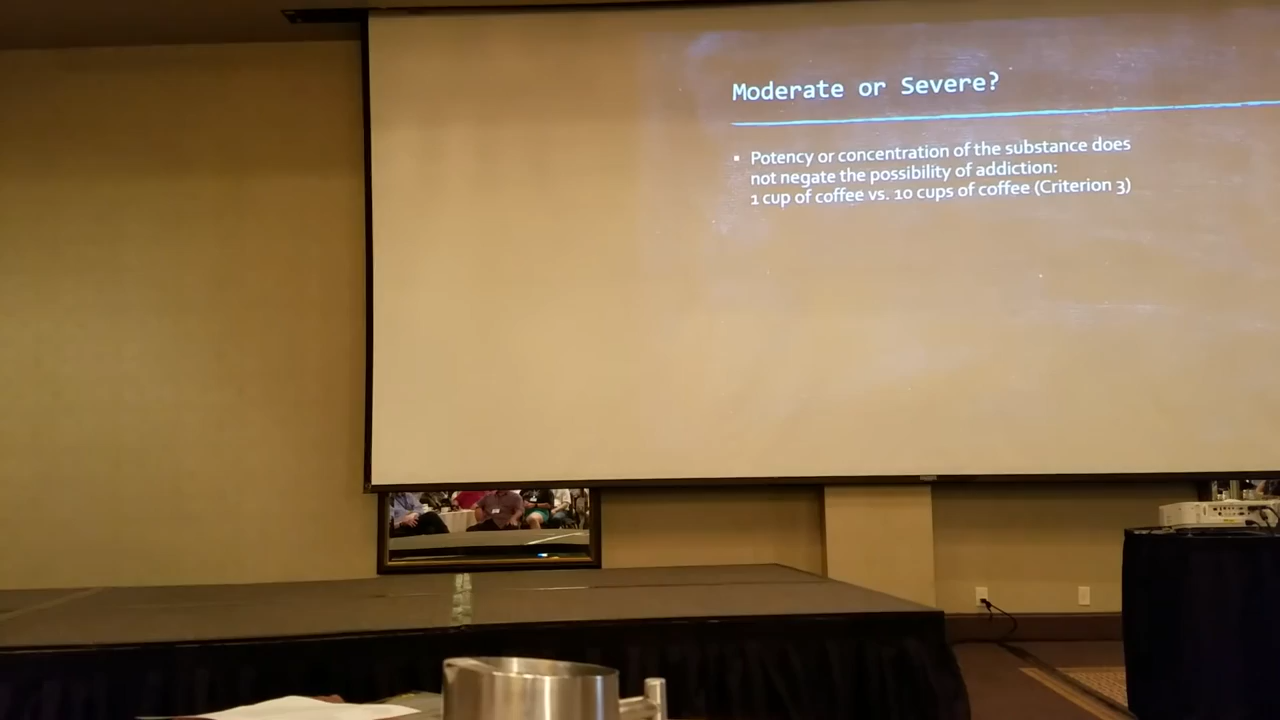 Moderate or Severe?
▪ Potency or concentration of the substance does
not negate the possibility of addiction:
1 cup of coffee vs. 10 cups of coffee (Criterion 3)